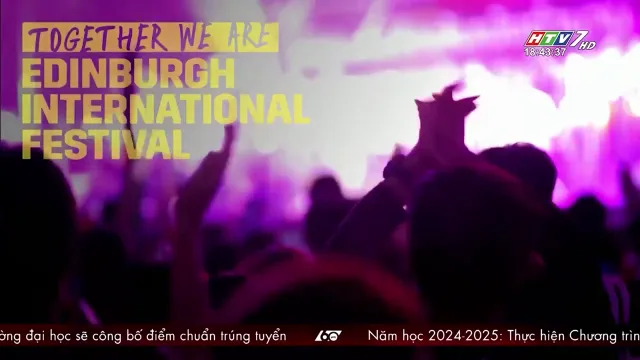 TOGETHER WE ARE
EDINBURGH
INTERNATIONAL
FESTIVAL
HTV7 HD
18:43:37
ờng đại học sẽ công bố điểm chuẩn trúng tuyển
Năm học 2024-2025: Thực hiện Chương trìn